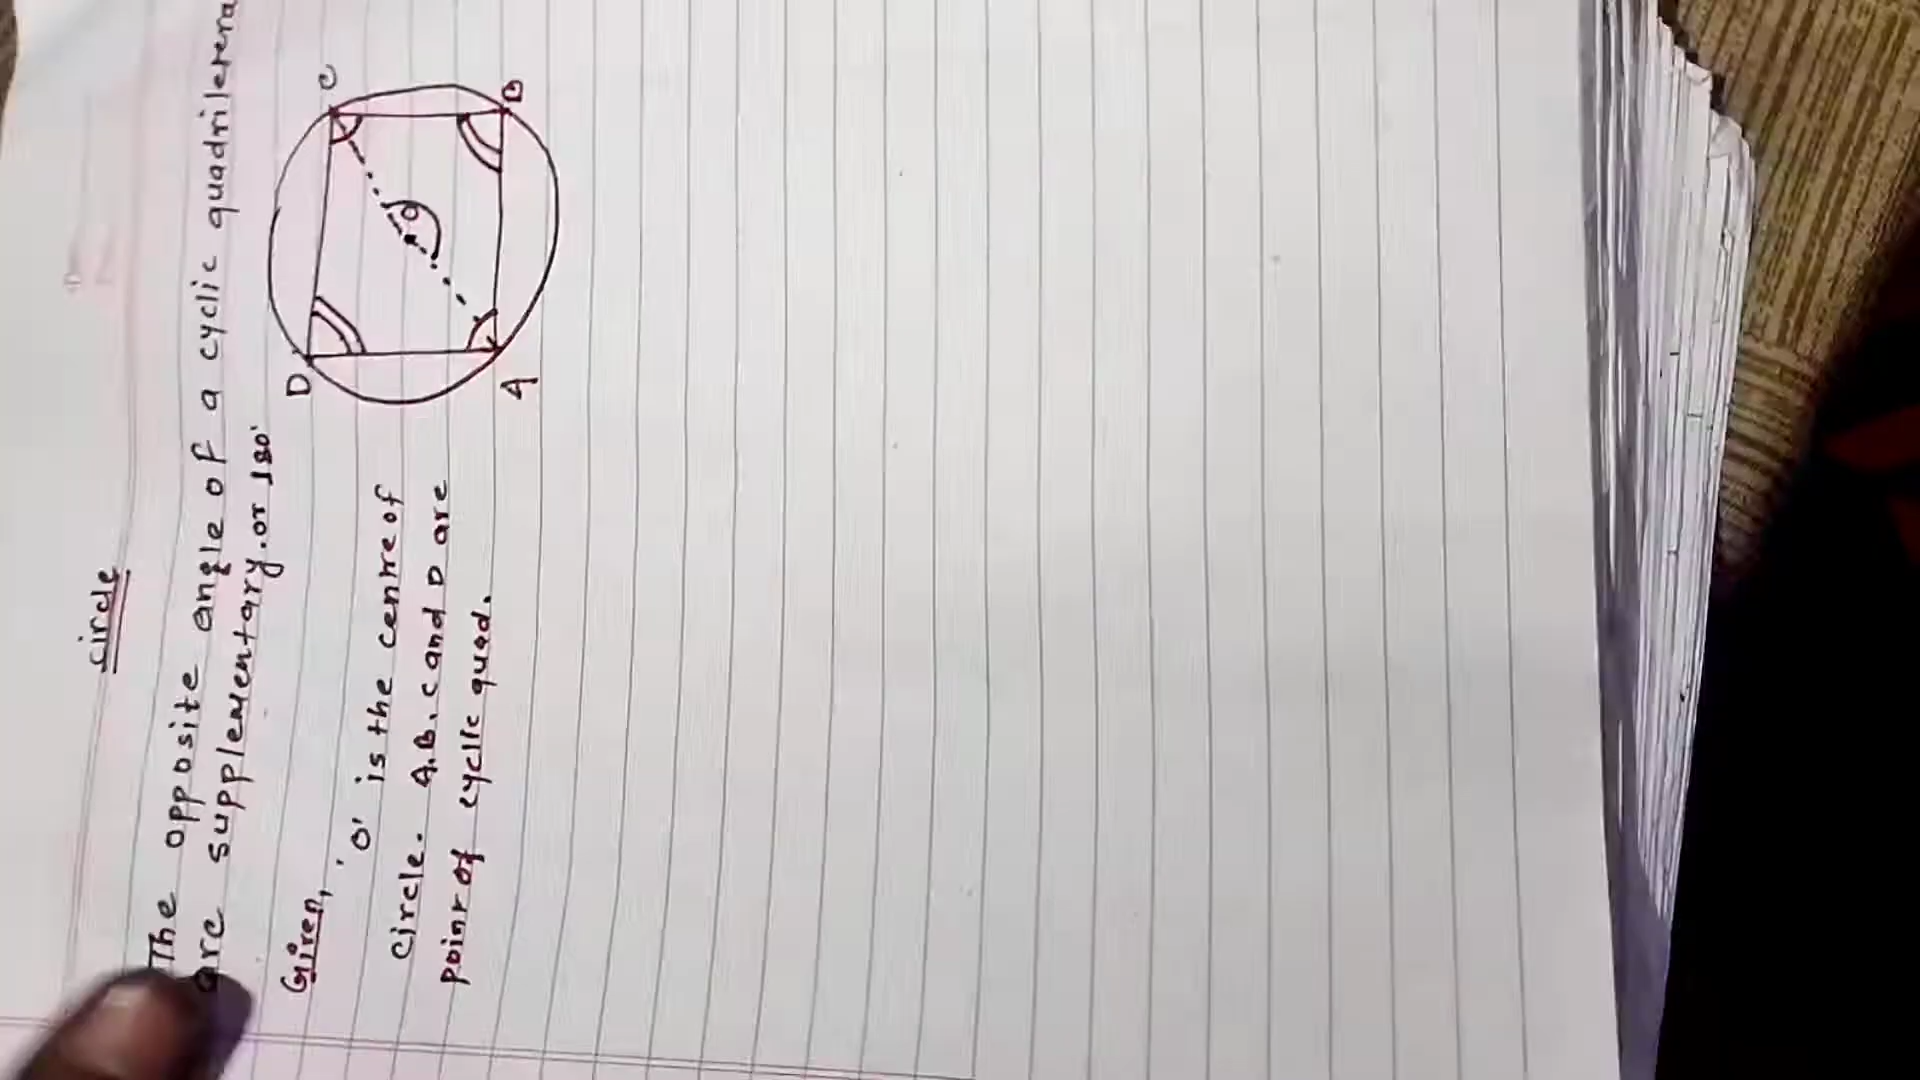 circle
The opposite angle of a cyclic quadrilerera
are supplementary.or 180°
Given,
'O' is the centre of
circle. A.B.C and D are
point of cyclic quad.
D
C
O
A
B